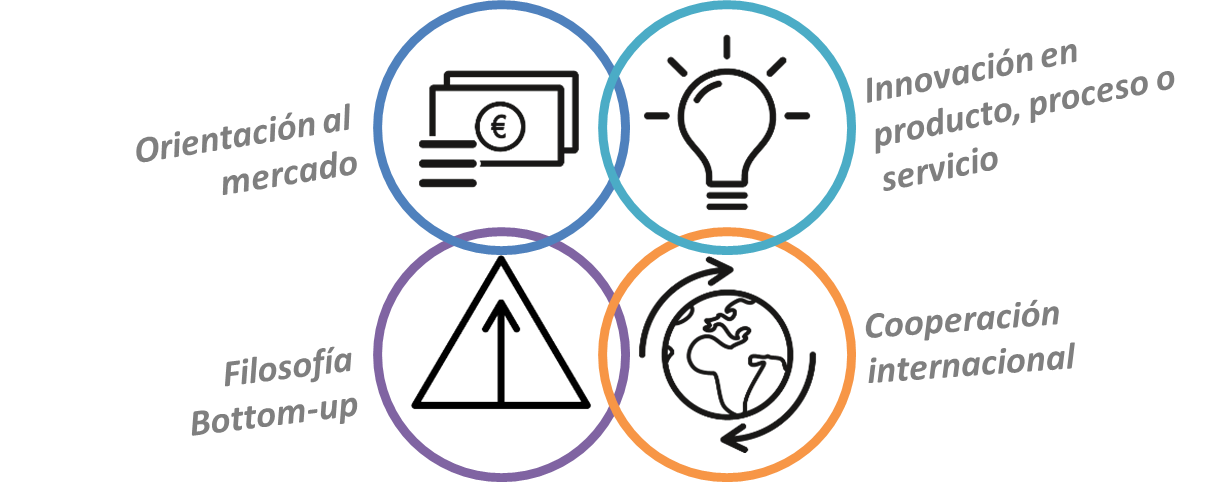 Orientación al
mercado
€
Innovación en
producto, proceso o
servicio
Filosofía
Bottom-up
Cooperación
internacional